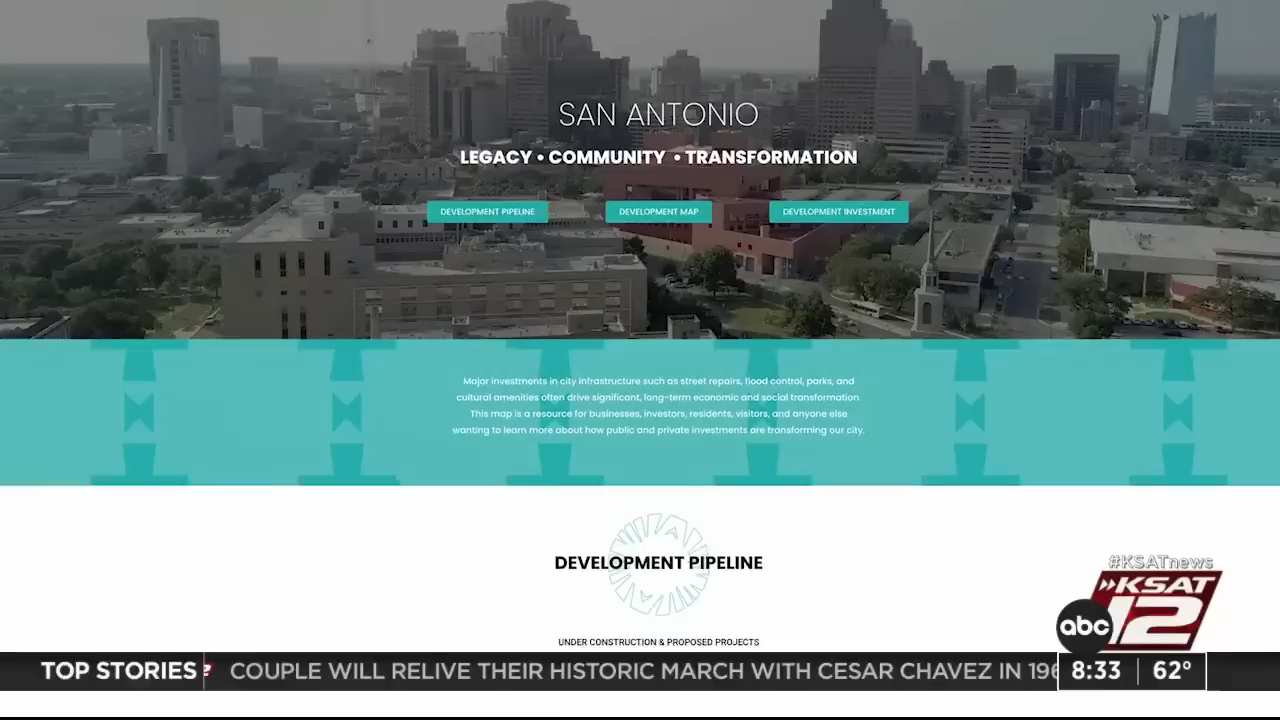 SAN ANTONIO
LEGACY • COMMUNITY • TRANSFORMATION
DEVELOPMENT PIPELINE
DEVELOPMENT MAP
DEVELOPMENT INVESTMENT
Major investments in city infrastructure such as street repairs, flood control, parks, and
cultural amenities often drive significant, long-term economic and social transformation.
This map is a resource for businesses, investors, residents, visitors, and anyone else
wanting to learn more about how public and private investments are transforming our city.
DEVELOPMENT PIPELINE
UNDER CONSTRUCTION & PROPOSED PROJECTS
#KSATnews
KSAT
12
abc
TOP STORIES
COUPLE WILL RELIVE THEIR HISTORIC MARCH WITH CESAR CHAVEZ IN 196
8:33
62°